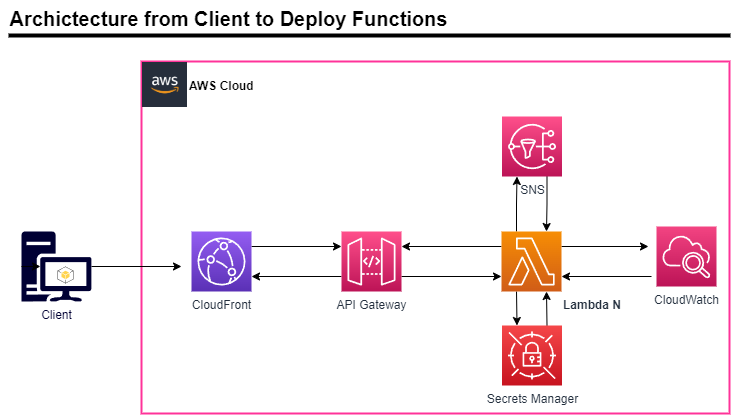 Archictecture from Client to Deploy Functions
aws
AWS Cloud
SNS
Client
CloudFront
API Gateway
Lambda N
CloudWatch
Secrets Manager